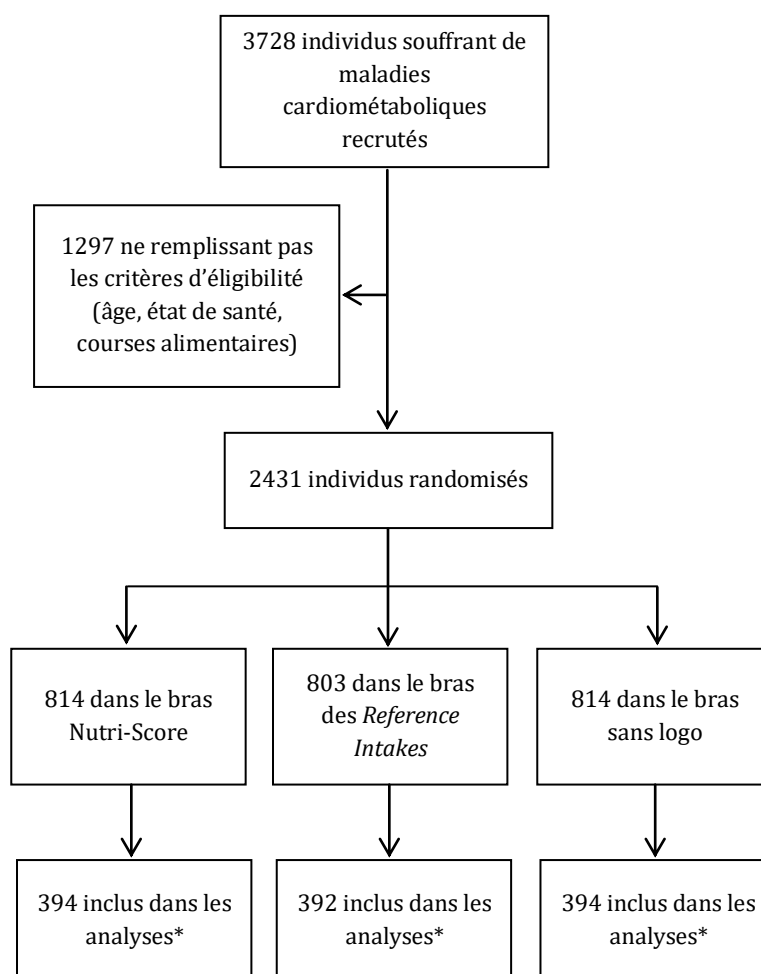 3728 individus souffrant de
maladies
cardiométaboliques
recrutés
1297 ne remplissant pas
les critères d'éligibilité
(âge, état de santé,
courses alimentaires)
2431 individus randomisés
814 dans le bras
Nutri-Score
803 dans le bras
des Reference
Intakes
814 dans le bras
sans logo
394 inclus dans les
analyses*
392 inclus dans les
analyses*
394 inclus dans les
analyses*